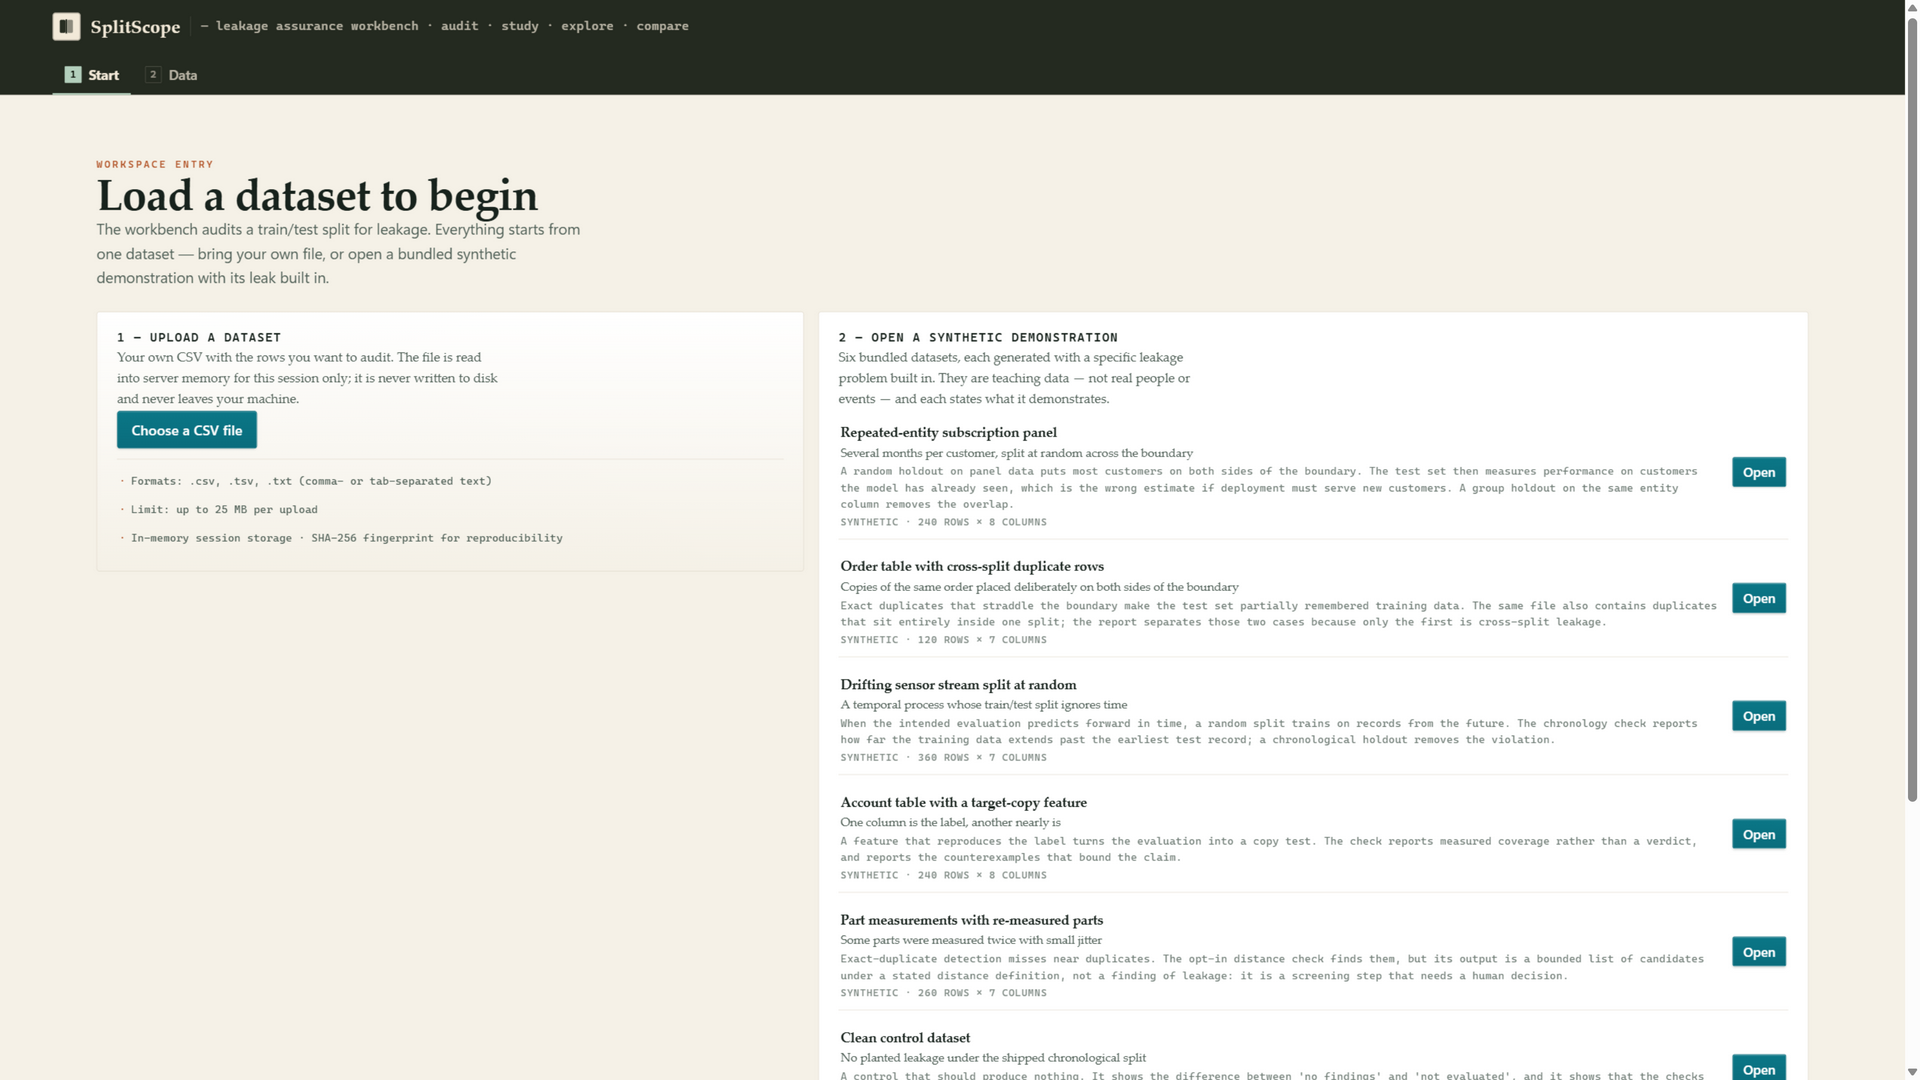 SplitScope
— leakage assurance workbench · audit · study · explore · compare
1 Start
2 Data
WORKSPACE ENTRY
Load a dataset to begin
The workbench audits a train/test split for leakage. Everything starts from
one dataset — bring your own file, or open a bundled synthetic
demonstration with its leak built in.
1 — UPLOAD A DATASET
Your own CSV with the rows you want to audit. The file is read
into server memory for this session only; it is never written to disk
and never leaves your machine.
Choose a CSV file
· Formats: .csv, .tsv, .txt (comma- or tab-separated text)
· Limit: up to 25 MB per upload
· In-memory session storage · SHA-256 fingerprint for reproducibility
2 — OPEN A SYNTHETIC DEMONSTRATION
Six bundled datasets, each generated with a specific leakage
problem built in. They are teaching data — not real people or
events — and each states what it demonstrates.
Repeated-entity subscription panel
Several months per customer, split at random across the boundary
A random holdout on panel data puts most customers on both sides of the boundary. The test set then measures performance on customers
the model has already seen, which is the wrong estimate if deployment must serve new customers. A group holdout on the same entity
column removes the overlap.
SYNTHETIC · 240 ROWS × 8 COLUMNS
Open
Order table with cross-split duplicate rows
Copies of the same order placed deliberately on both sides of the boundary
Exact duplicates that straddle the boundary make the test set partially remembered training data. The same file also contains duplicates
that sit entirely inside one split; the report separates those two cases because only the first is cross-split leakage.
SYNTHETIC · 120 ROWS × 7 COLUMNS
Open
Drifting sensor stream split at random
A temporal process whose train/test split ignores time
When the intended evaluation predicts forward in time, a random split trains on records from the future. The chronology check reports
how far the training data extends past the earliest test record; a chronological holdout removes the violation.
SYNTHETIC · 360 ROWS × 7 COLUMNS
Open
Account table with a target-copy feature
One column is the label, another nearly is
A feature that reproduces the label turns the evaluation into a copy test. The check reports measured coverage rather than a verdict,
and reports the counterexamples that bound the claim.
SYNTHETIC · 240 ROWS × 8 COLUMNS
Open
Part measurements with re-measured parts
Some parts were measured twice with small jitter
Exact-duplicate detection misses near duplicates. The opt-in distance check finds them, but its output is a bounded list of candidates
under a stated distance definition, not a finding of leakage: it is a screening step that needs a human decision.
SYNTHETIC · 260 ROWS × 7 COLUMNS
Open
Clean control dataset
No planted leakage under the shipped chronological split
A control that should produce nothing. It shows the difference between 'no findings' and 'not evaluated', and it shows that the checks
Open